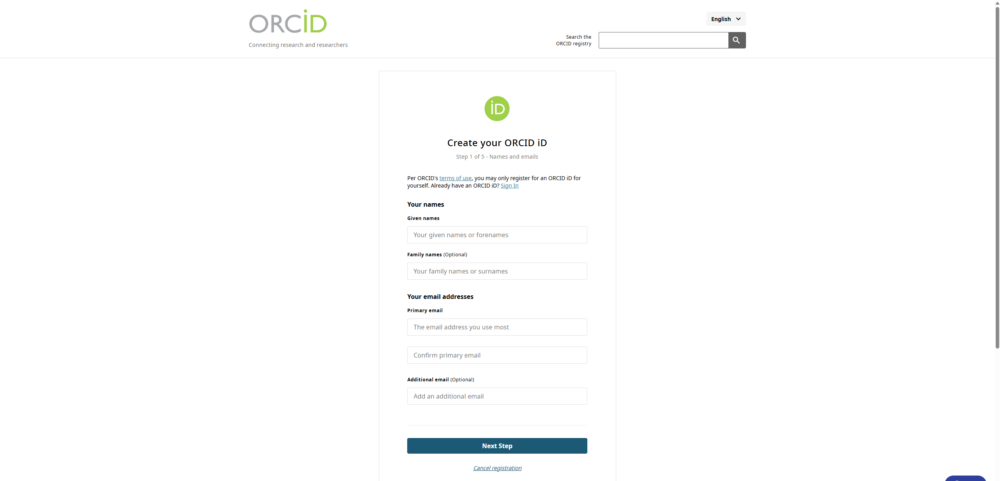 ORCiD
Connecting research and researchers
English
Search the
ORCID registry
iD
Create your ORCID iD
Step 1 of 5 - Names and emails
Per ORCID's terms of use, you may only register for an ORCID iD for
yourself. Already have an ORCID iD? Sign In
Your names
Given names
Your given names or forenames
Family names (Optional)
Your family names or surnames
Your email addresses
Primary email
The email address you use most
Confirm primary email
Additional email (Optional)
Add an additional email
Next Step
Cancel registration